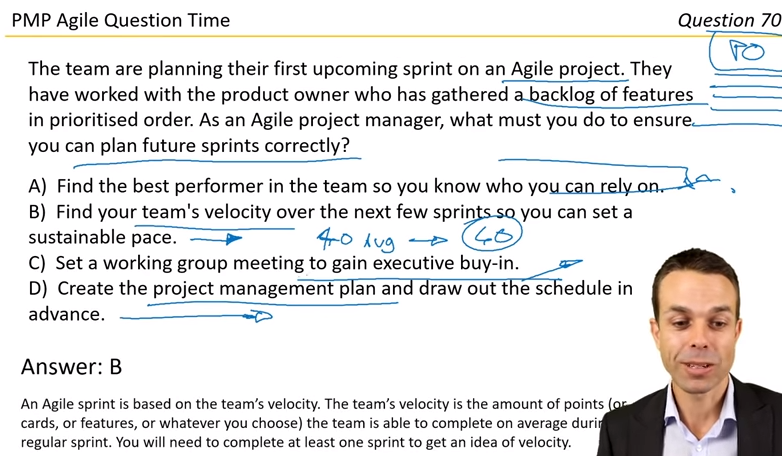 PMP Agile Question Time
Question 70
PO
The team are planning their first upcoming sprint on an Agile project. They
have worked with the product owner who has gathered a backlog of features
in prioritised order. As an Agile project manager, what must you do to ensure
you can plan future sprints correctly?
A) Find the best performer in the team so you know who you can rely on.
B) Find your team's velocity over the next few sprints so you can set a
sustainable pace.
40 avg 40
C) Set a working group meeting to gain executive buy-in.
D) Create the project management plan and draw out the schedule in
advance.
Answer: B
An Agile sprint is based on the team's velocity. The team's velocity is the amount of points (or
cards, or features, or whatever you choose) the team is able to complete on average
regular sprint. You will need to complete at least one sprint to get an idea of velocity.